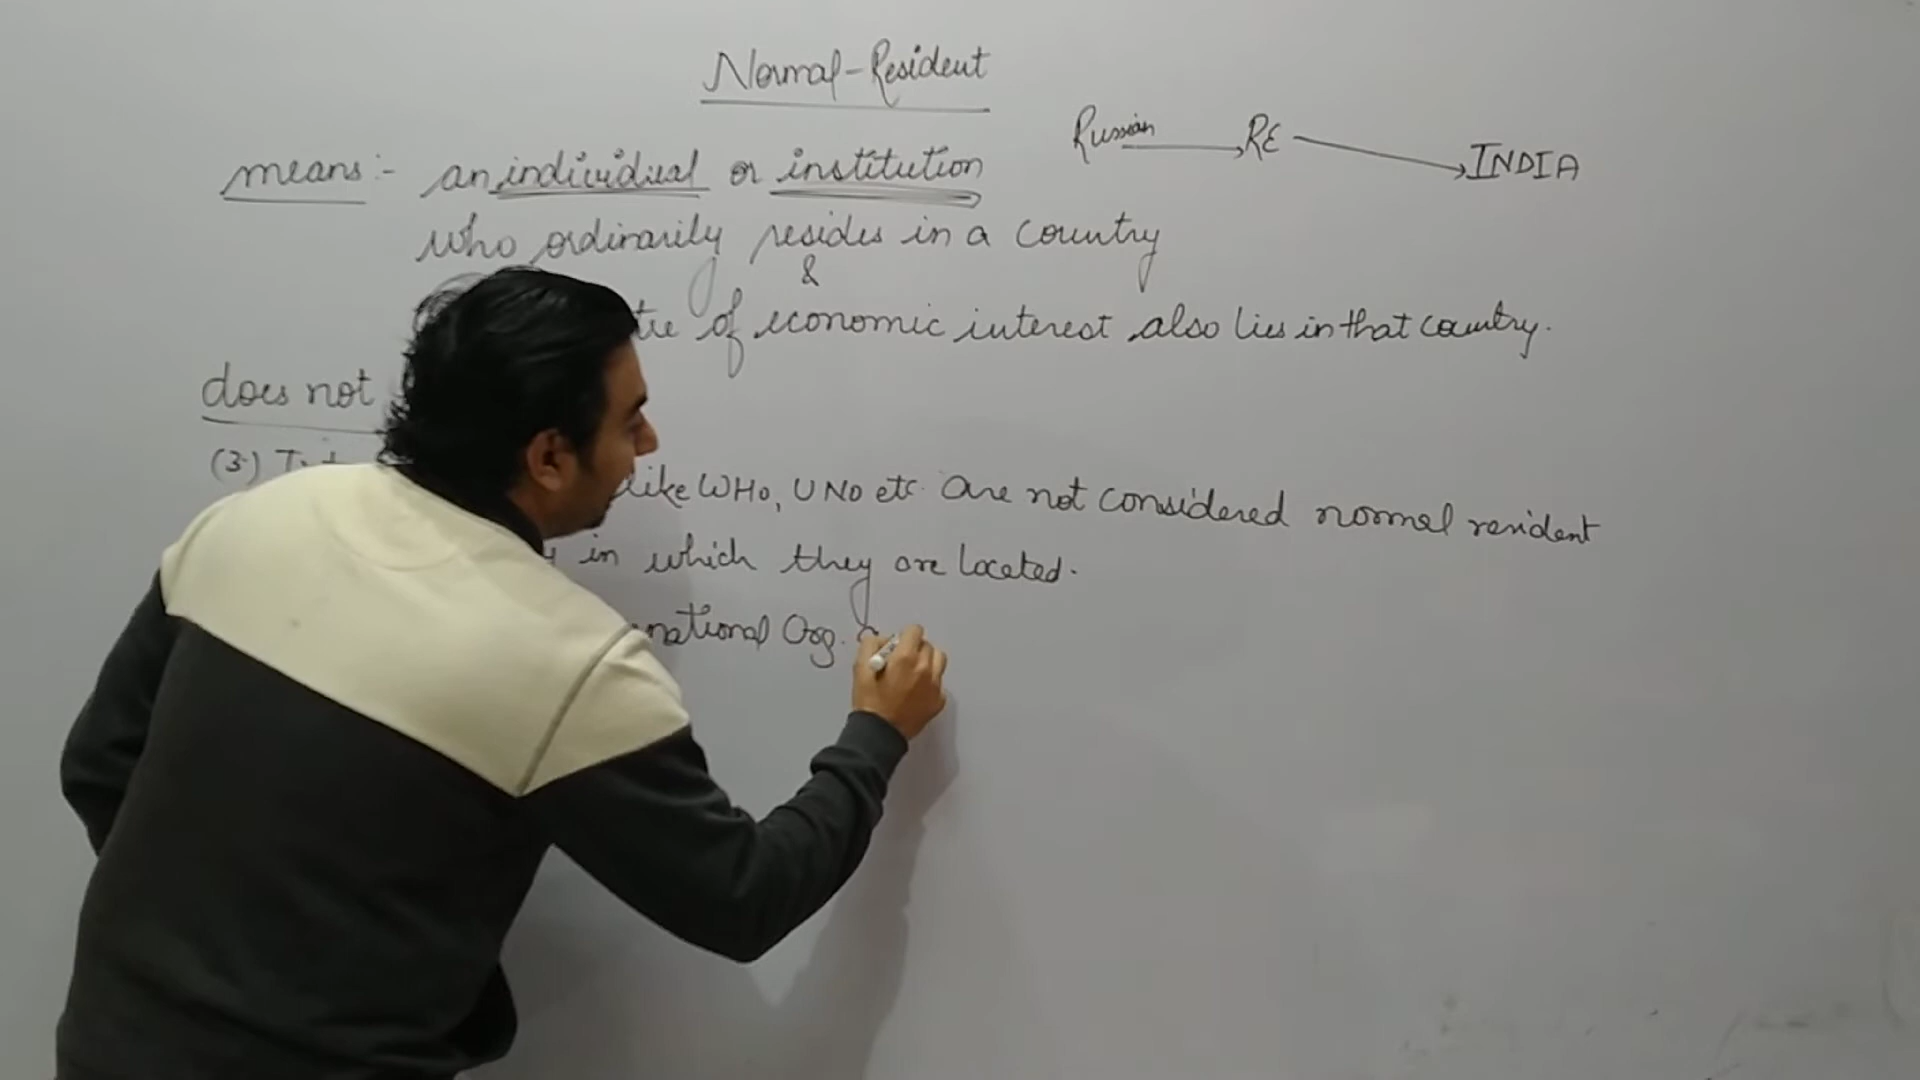 Normal-Resident
Russian RE INDIA
means:- an individual or institution
who ordinarily resides in a country
&
of economic interest also lies in that country.
does not
(3.)
like WHO, UNO etc. are not considered normal resident
in which they are located.
national Org.